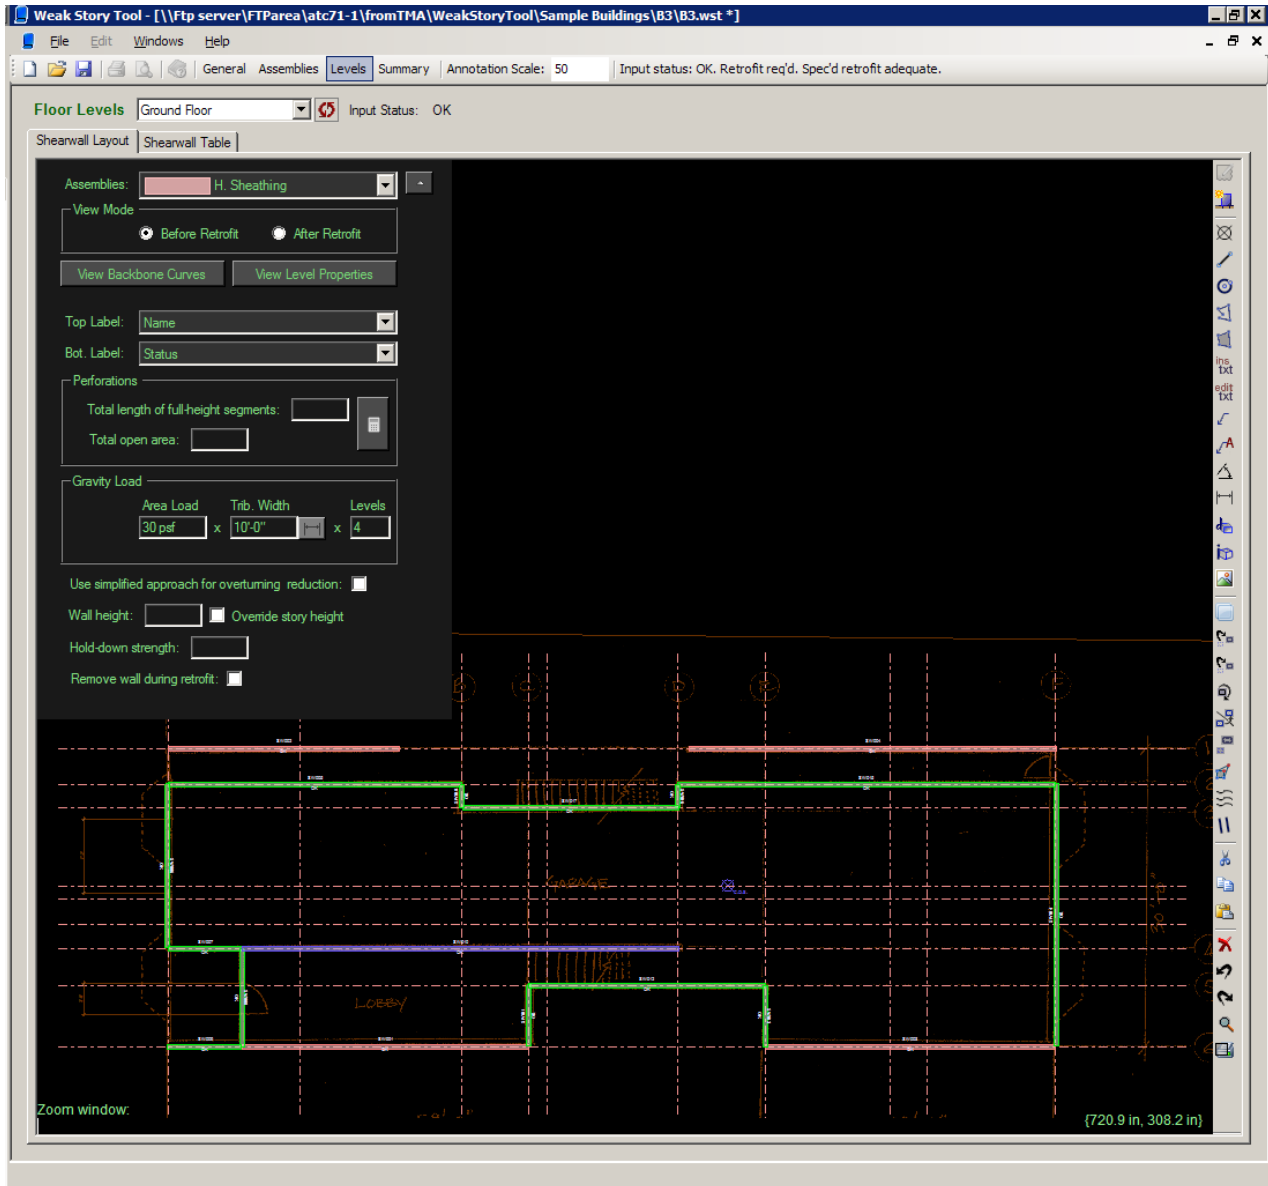 Weak Story Tool - [\\Ftp server\FTParea\atc71-1\fromTMA\WeakStoryTool\Sample Buildings\B3\B3.wst *]
File Edit Windows Help
General Assemblies Levels Summary Annotation Scale: 50 Input status: OK. Retrofit req'd. Spec'd retrofit adequate.
Floor Levels Ground Floor Input Status: OK
Shearwall Layout Shearwall Table
Assemblies: H. Sheathing
View Mode
Before Retrofit After Retrofit
View Backbone Curves View Level Properties
Top Label: Name
Bot. Label: Status
Perforations
Total length of full-height segments:
Total open area:
Gravity Load
Area Load Trib. Width Levels
30 psf x 10'-0" x 4
Use simplified approach for overturning reduction:
Wall height: Override story height
Hold-down strength:
Remove wall during retrofit:
ins
txt
edit
txt
GARAGE
LOBBY
Zoom window:
{720.9 in, 308.2 in}